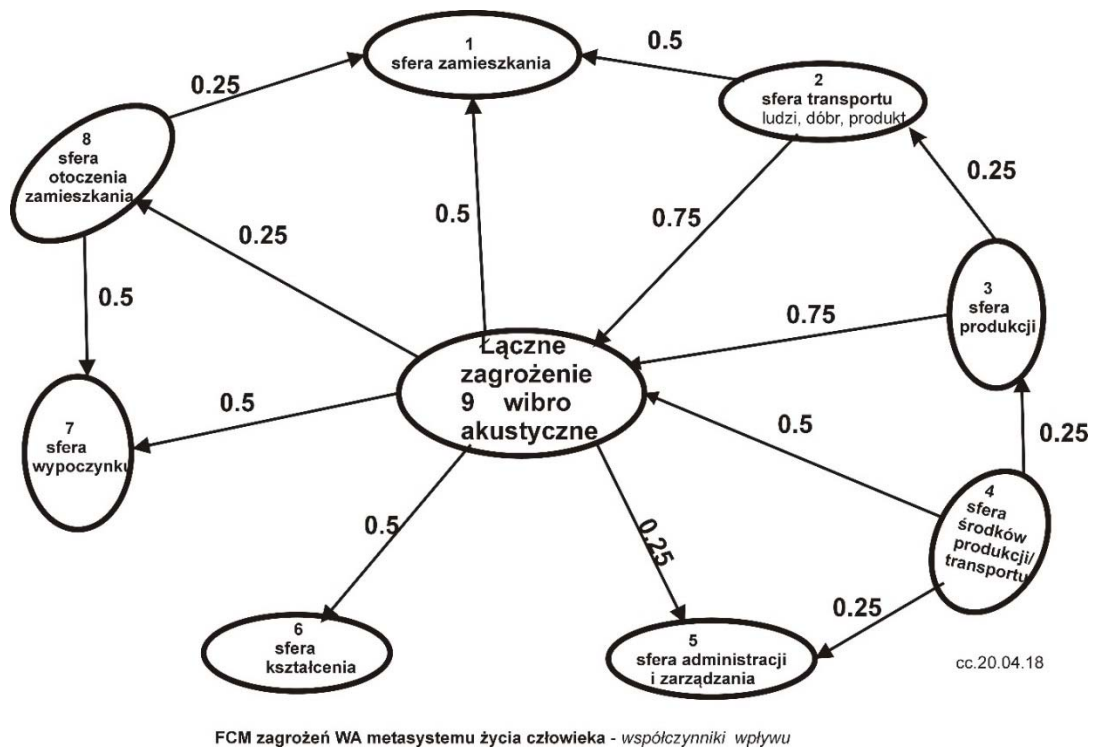 1
sfera zamieszkania
0.5
2
sfera transportu
ludzi, dóbr, produkt
0.25
8
sfera
otoczenia
zamieszkania
0.25
0.25
0.5
0.75
0.5
3
sfera
produkcji
0.75
Łączne
zagrożenie
9 wibro
akustyczne
7
sfera
wypoczynku
0.5
0.5
0.25
4
sfera
środków
produkcji/
transportu
0.5
0.25
0.25
6
sfera
kształcenia
5
sfera administracji
i zarządzania
cc.20.04.18
FCM zagrożeń WA metasystemu życia człowieka - współczynniki wpływu